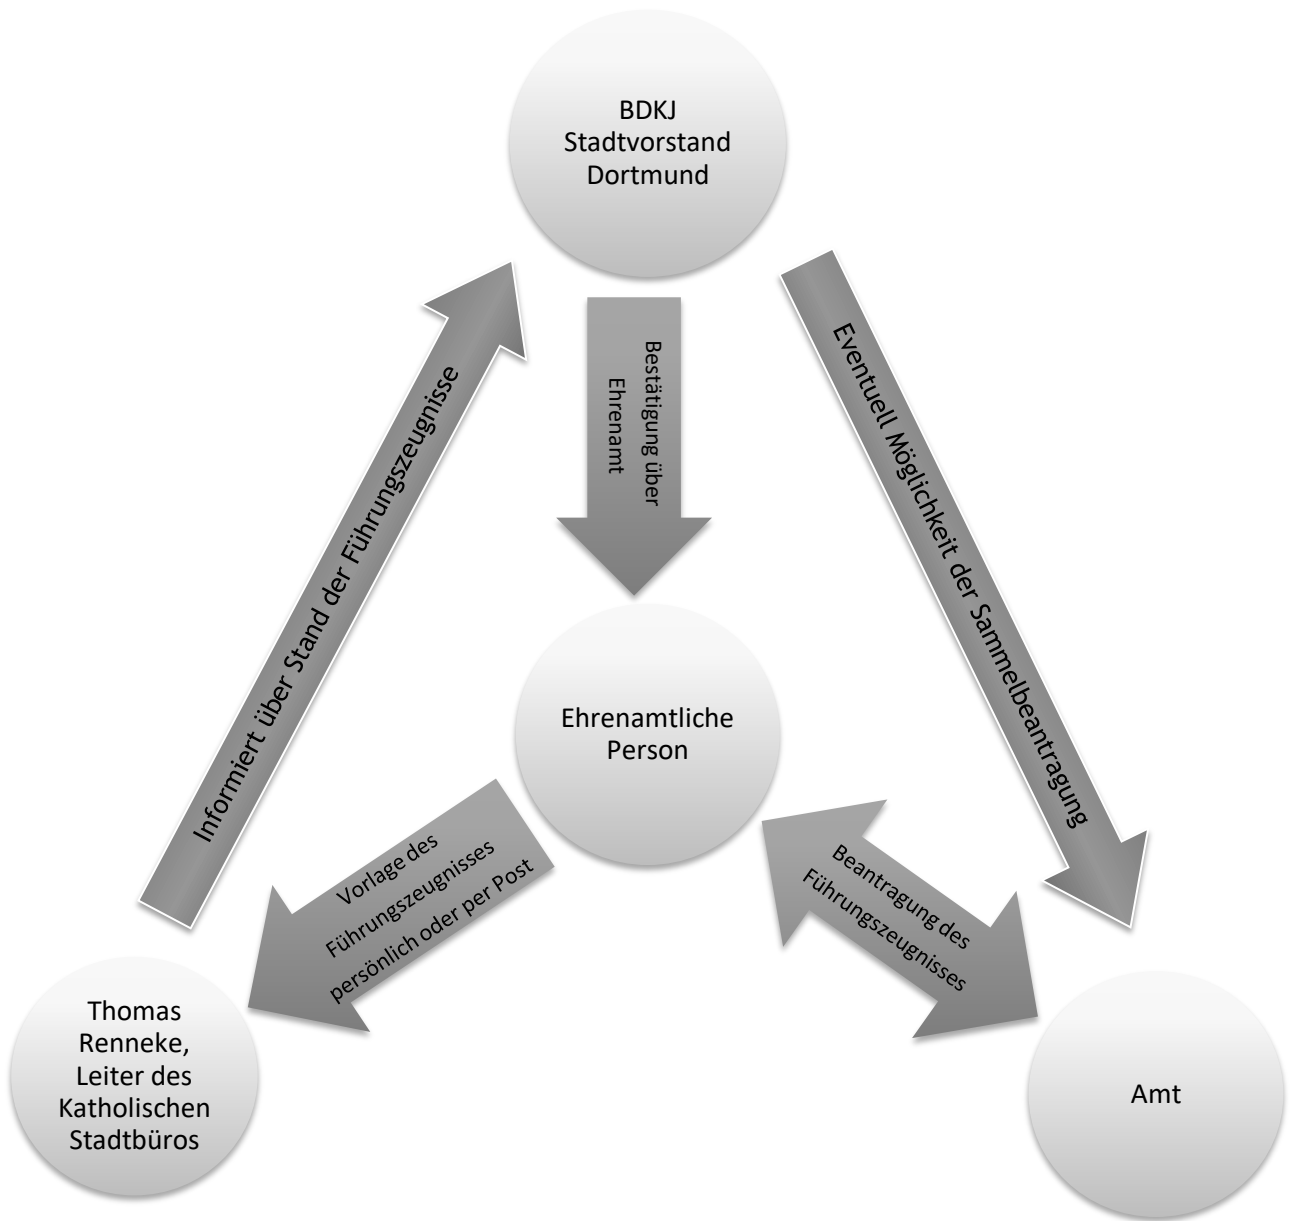 BDKJ
Stadtvorstand
Dortmund
Bestätigung über
Ehrenamt
Eventuell Möglichkeit der Sammelbeantragung
Informiert über Stand der Führungszeugnisse
Ehrenamtliche
Person
Vorlage des
Führungszeugnisses
persönlich oder per Post
Beantragung des
Führungszeugnisses
Thomas
Renneke,
Leiter des
Katholischen
Stadtbüros
Amt